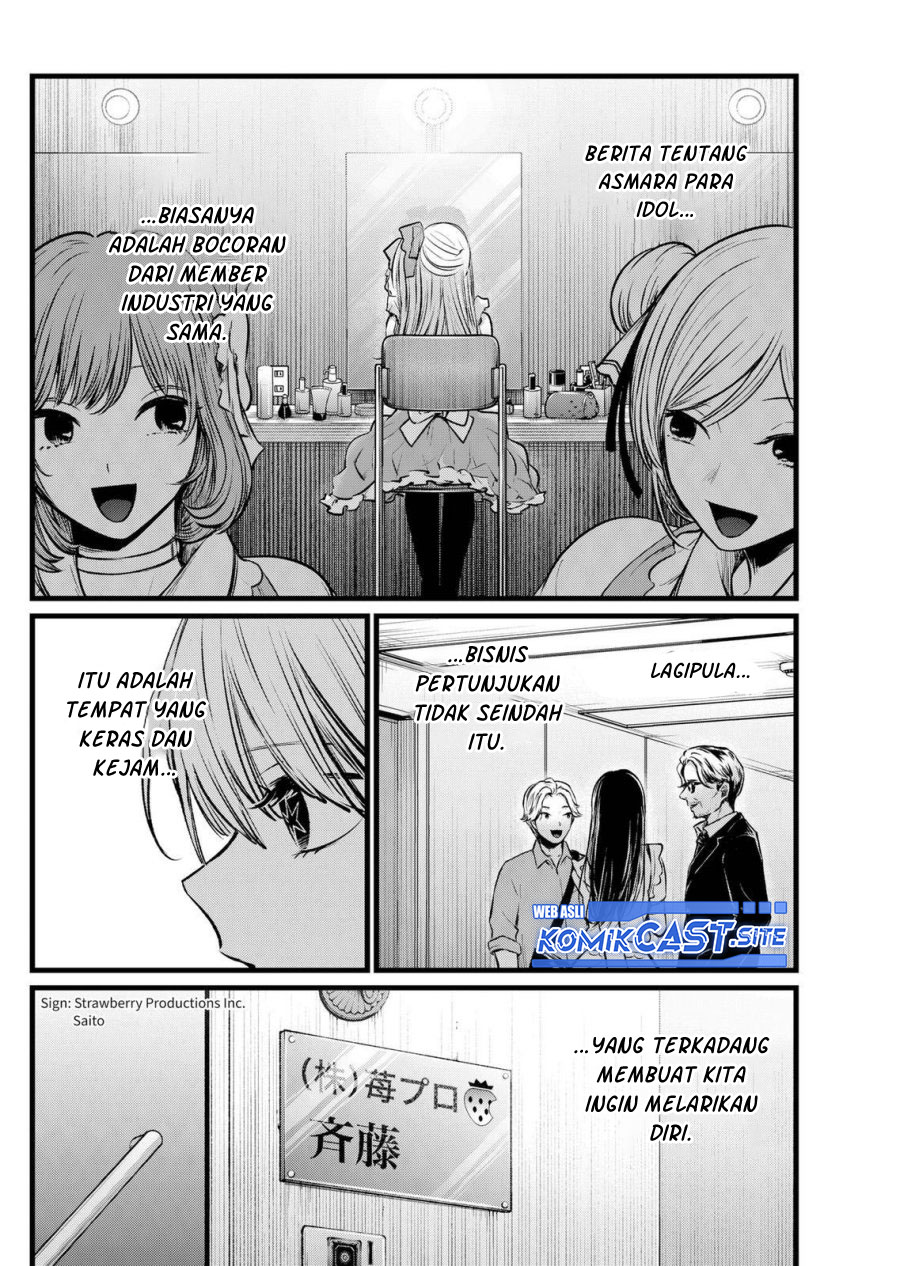 BERITA TENTANG
ASMARA PARA
IDOL...
...BIASANYA
ADALAH BOCORAN
DARI MEMBER
INDUSTRI YANG
SAMA.
LAGIPULA...
...BISNIS
PERTUNJUKAN
TIDAK SEINDAH
ITU.
WEB ASLI
KOMIKCAST.SITE
ITU ADALAH
TEMPAT YANG
KERAS DAN
KEJAM...
Sign: Strawberry Productions Inc.
Saito
(株)苺プロ
斉藤
...YANG TERKADANG
MEMBUAT KITA
INGIN MELARIKAN
DIRI.